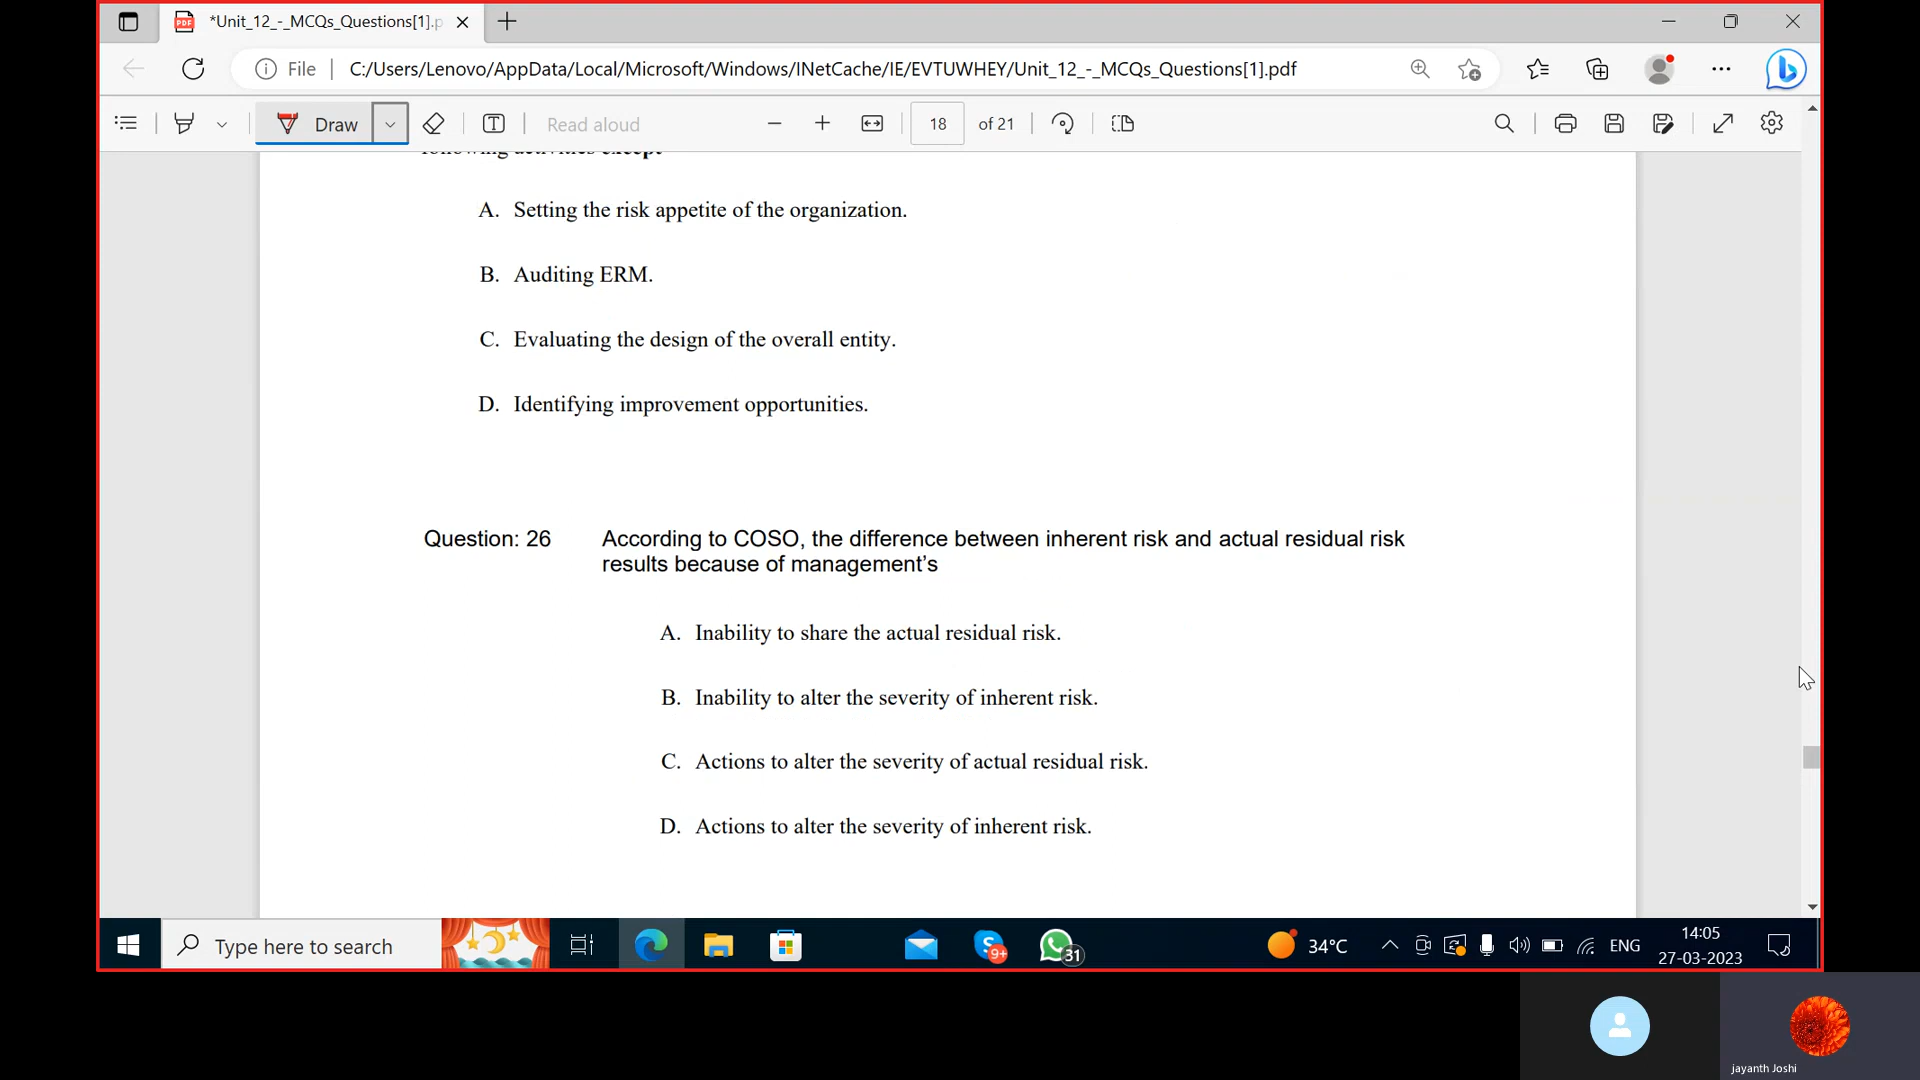 *Unit_12_-_MCQs_Questions[1].p
File
C:/Users/Lenovo/AppData/Local/Microsoft/Windows/INetCache/IE/EVTUWHEY/Unit_12_-_MCQs_Questions[1].pdf
Draw
Read aloud
18
of 21
following activities except
A. Setting the risk appetite of the organization.
B. Auditing ERM.
C. Evaluating the design of the overall entity.
D. Identifying improvement opportunities.
Question: 26 According to COSO, the difference between inherent risk and actual residual risk
results because of management’s
A. Inability to share the actual residual risk.
B. Inability to alter the severity of inherent risk.
C. Actions to alter the severity of actual residual risk.
D. Actions to alter the severity of inherent risk.
Type here to search
9+
31
34°C
ENG
14:05
27-03-2023
jayanth Joshi